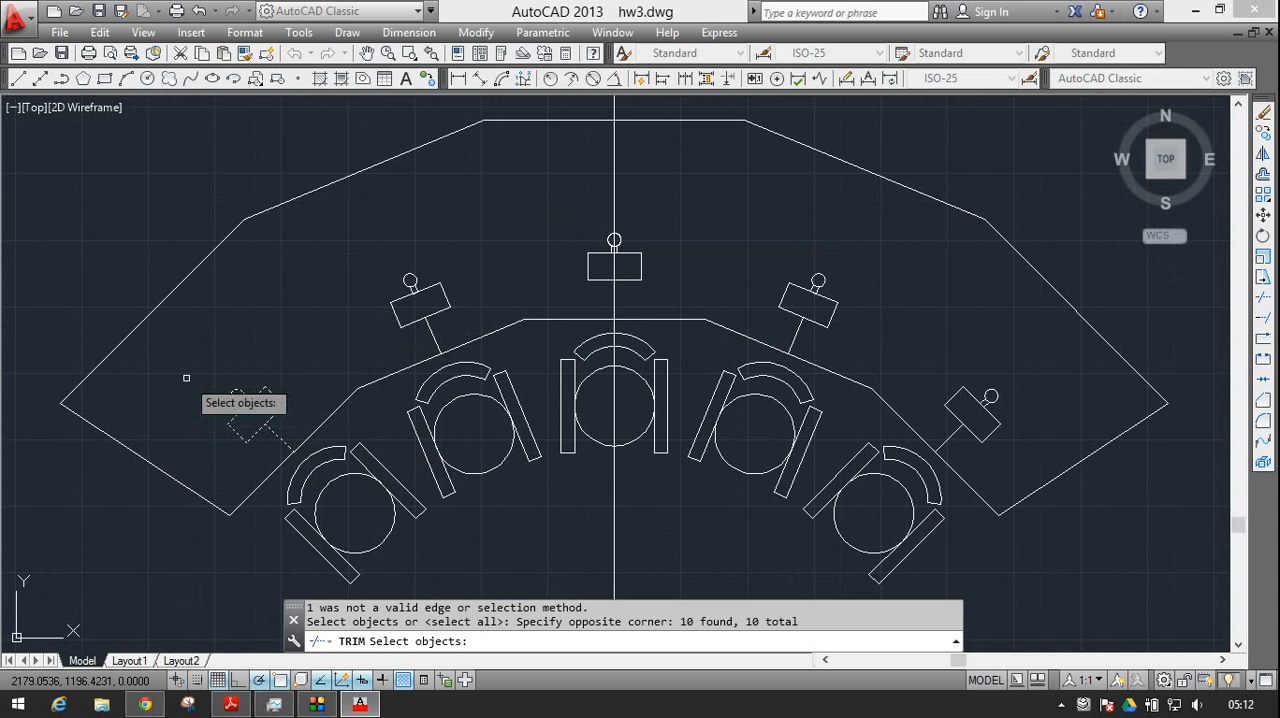 AutoCAD Classic
AutoCAD 2013 hw3.dwg
Type a keyword or phrase
Sign In
File Edit View Insert Format Tools Draw Dimension Modify Parametric Window Help Express
Standard ISO-25 Standard Standard
ISO-25 AutoCAD Classic
[−][Top][2D Wireframe]
N
W TOP E
S
WCS
Select objects:
Y
X
1 was not a valid edge or selection method.
Select objects or <select all>: Specify opposite corner: 10 found, 10 total
TRIM Select objects:
Model Layout1 Layout2
2179.0536, 1196.4231, 0.0000
MODEL 1:1
05:12